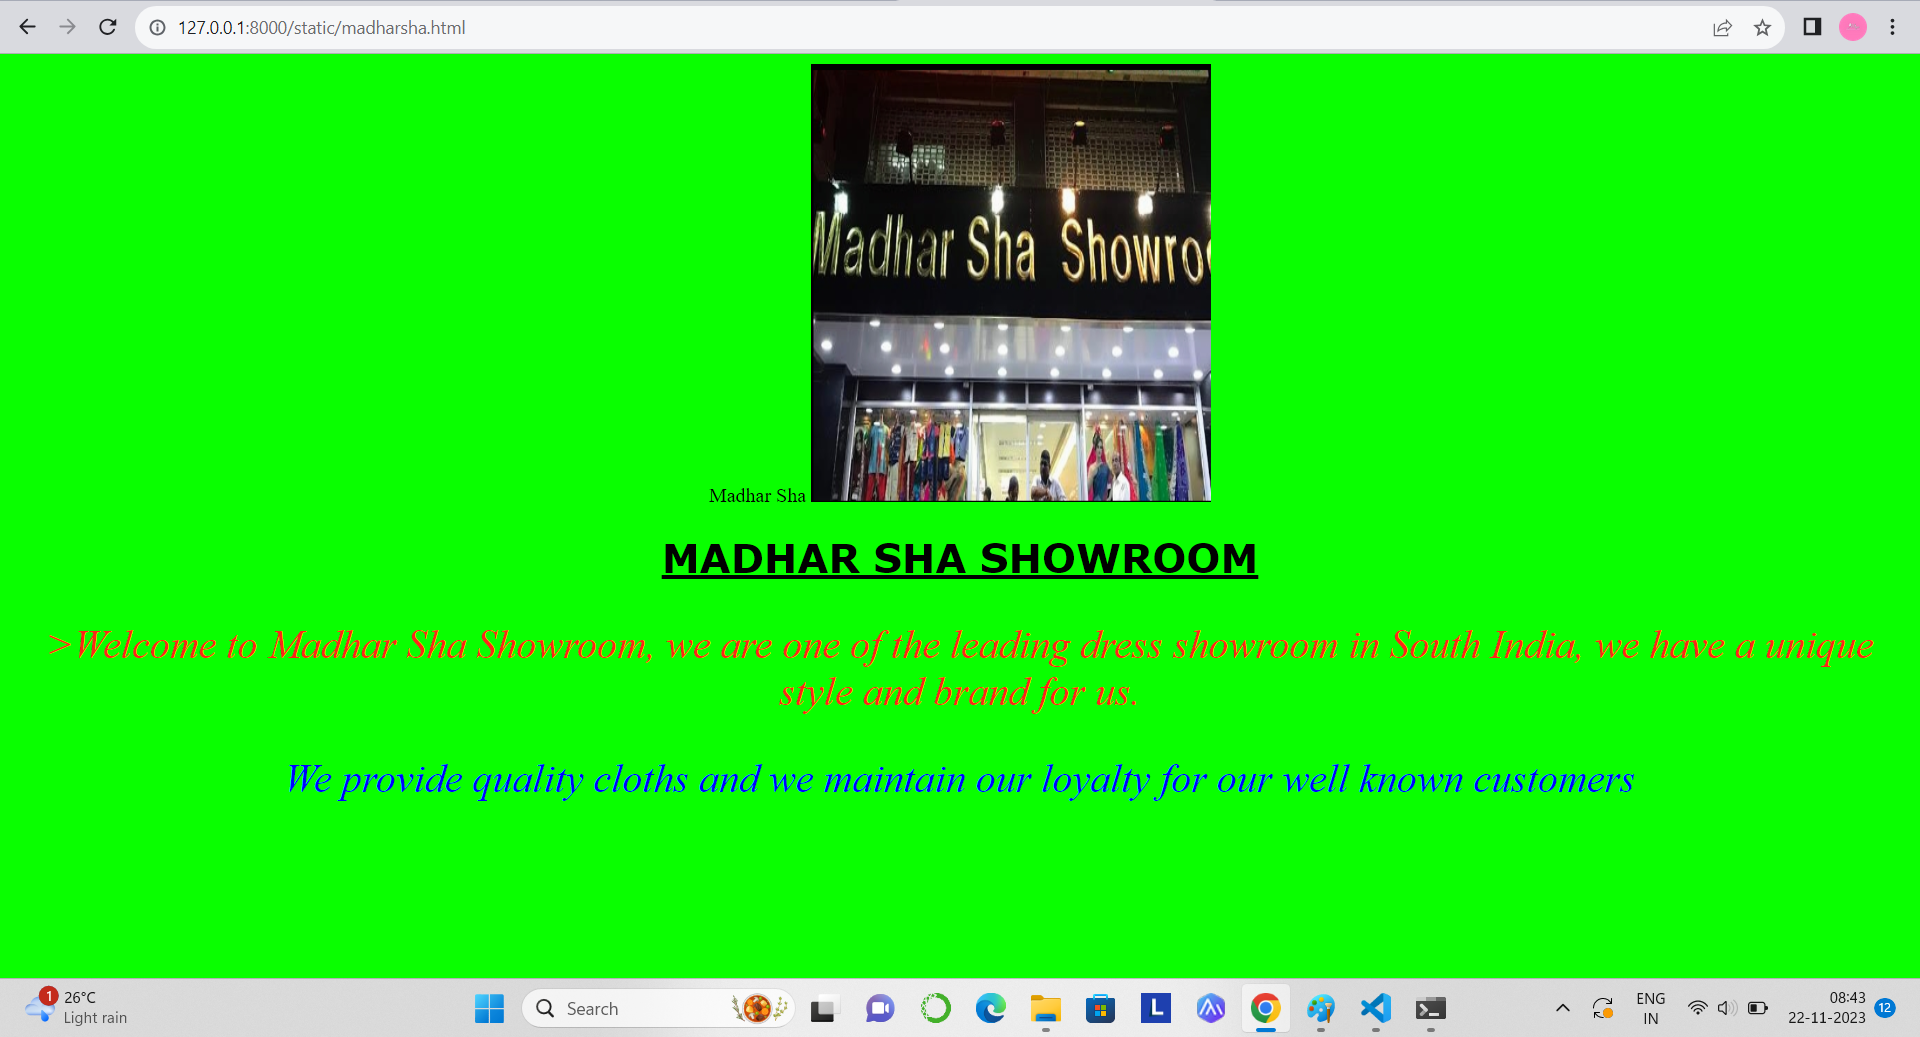 127.0.0.1:8000/static/madharsha.html
Madhar Sha Showroo
Madhar Sha
MADHAR SHA SHOWROOM
>Welcome to Madhar Sha Showroom, we are one of the leading dress showroom in South India, we have a unique
style and brand for us.
We provide quality cloths and we maintain our loyalty for our well known customers
1
26°C
Light rain
Search
L
ENG
IN
08:43
22-11-2023
12